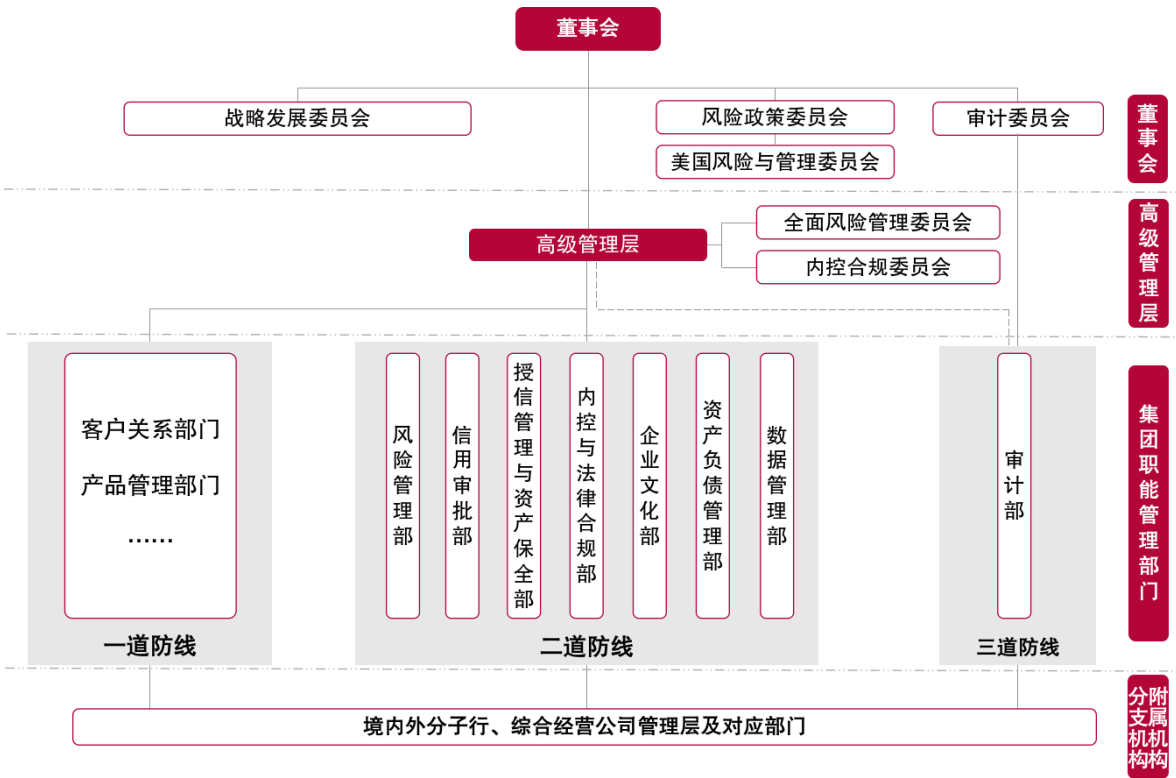 董事会
战略发展委员会
风险政策委员会
审计委员会
美国风险与管理委员会
董事会
高级管理层
全面风险管理委员会
内控合规委员会
高级管理层
客户关系部门
产品管理部门
……
一道防线
风险管理部
信用审批部
授信管理与资产保全部
内控与法律合规部
企业文化部
资产负债管理部
数据管理部
二道防线
审计部
三道防线
集团职能管理部门
境内外分子行、综合经营公司管理层及对应部门
附属机构
分支机构